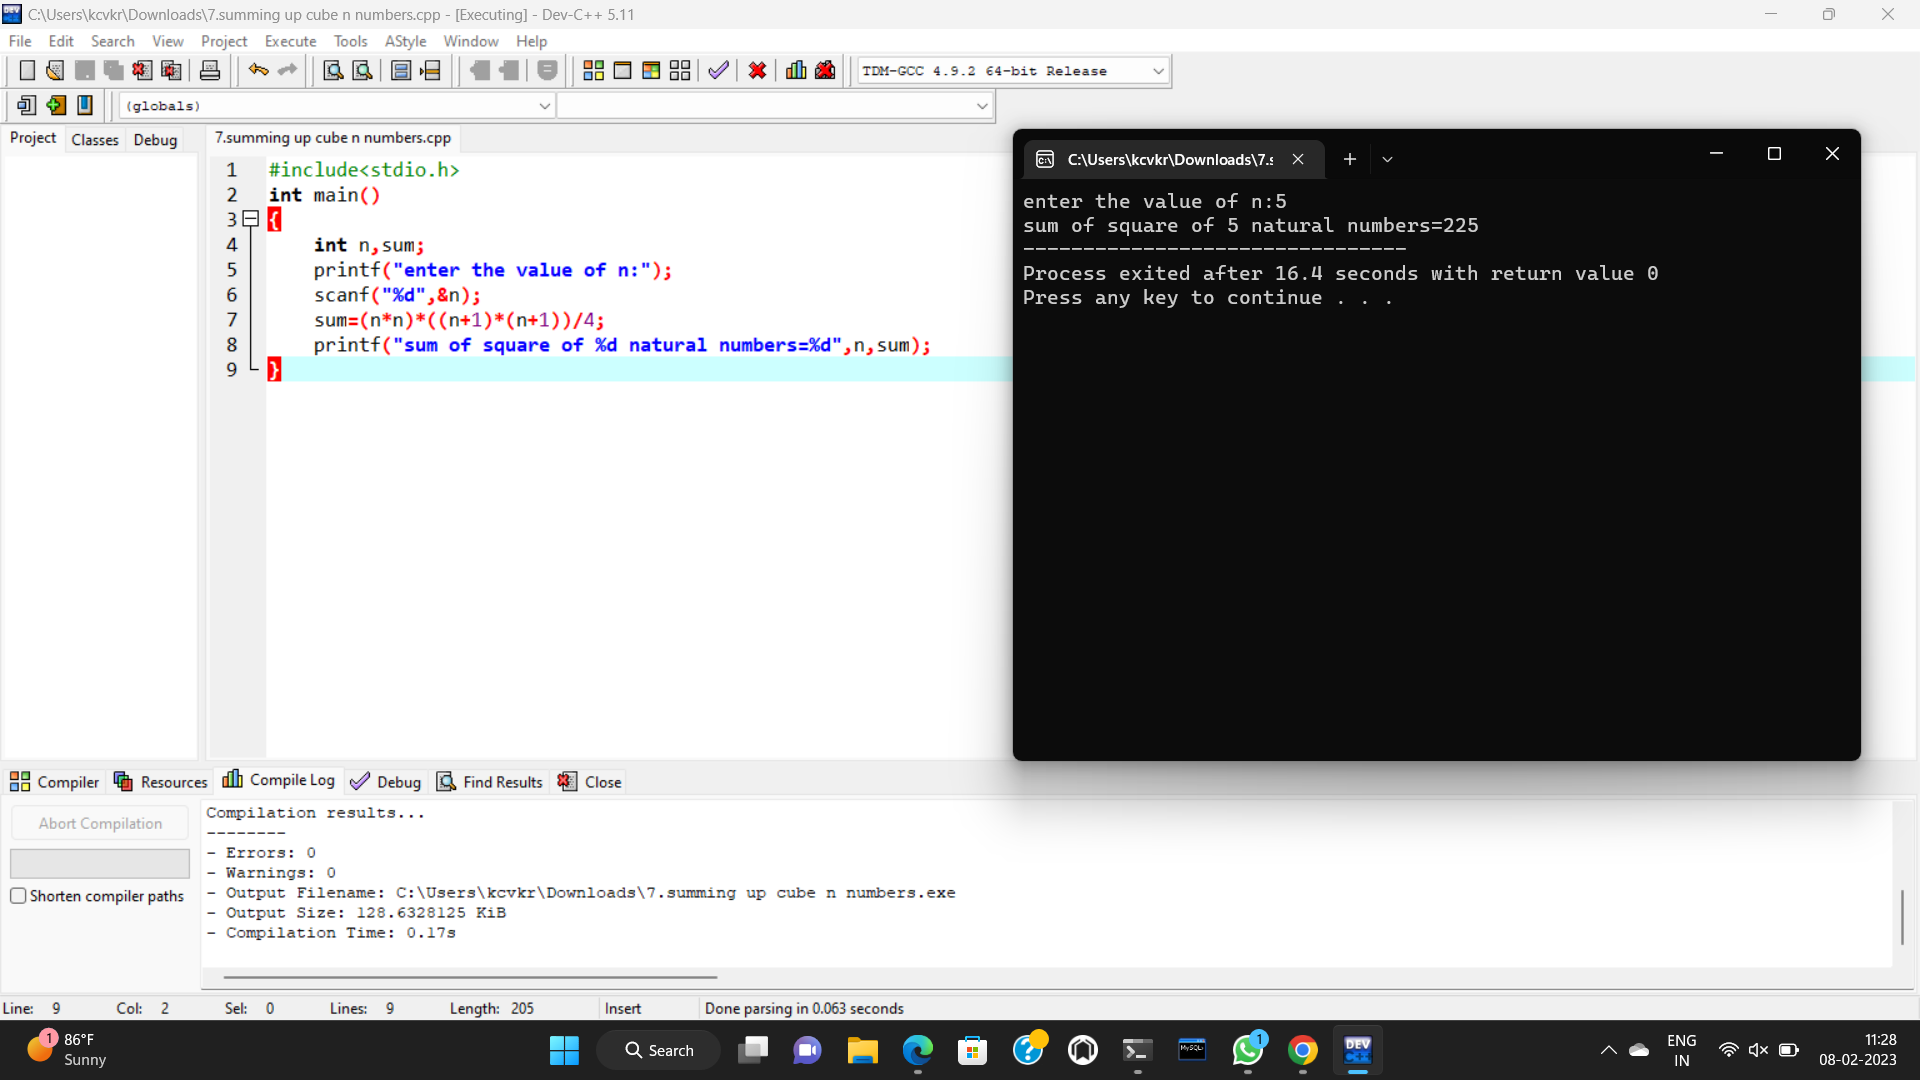 C:\Users\kcvkr\Downloads\7.summing up cube n numbers.cpp - [Executing] - Dev-C++ 5.11
File Edit Search View Project Execute Tools AStyle Window Help
TDM-GCC 4.9.2 64-bit Release
(globals)
Project Classes Debug
7.summing up cube n numbers.cpp
1 #include<stdio.h>
2 int main()
3 {
4 int n,sum;
5 printf("enter the value of n:");
6 scanf("%d",&n);
7 sum=(n*n)*((n+1)*(n+1))/4;
8 printf("sum of square of %d natural numbers=%d",n,sum);
9 }
C:\Users\kcvkr\Downloads\7.s
enter the value of n:5
sum of square of 5 natural numbers=225
--------------------------------
Process exited after 16.4 seconds with return value 0
Press any key to continue . . .
Compiler Resources Compile Log Debug Find Results Close
Abort Compilation
Shorten compiler paths
Compilation results...
--------
- Errors: 0
- Warnings: 0
- Output Filename: C:\Users\kcvkr\Downloads\7.summing up cube n numbers.exe
- Output Size: 128.6328125 KiB
- Compilation Time: 0.17s
Line: 9 Col: 2 Sel: 0 Lines: 9 Length: 205 Insert Done parsing in 0.063 seconds
1
86°F
Sunny
Search
MySQL
1
DEV
C++
ENG
IN
11:28
08-02-2023